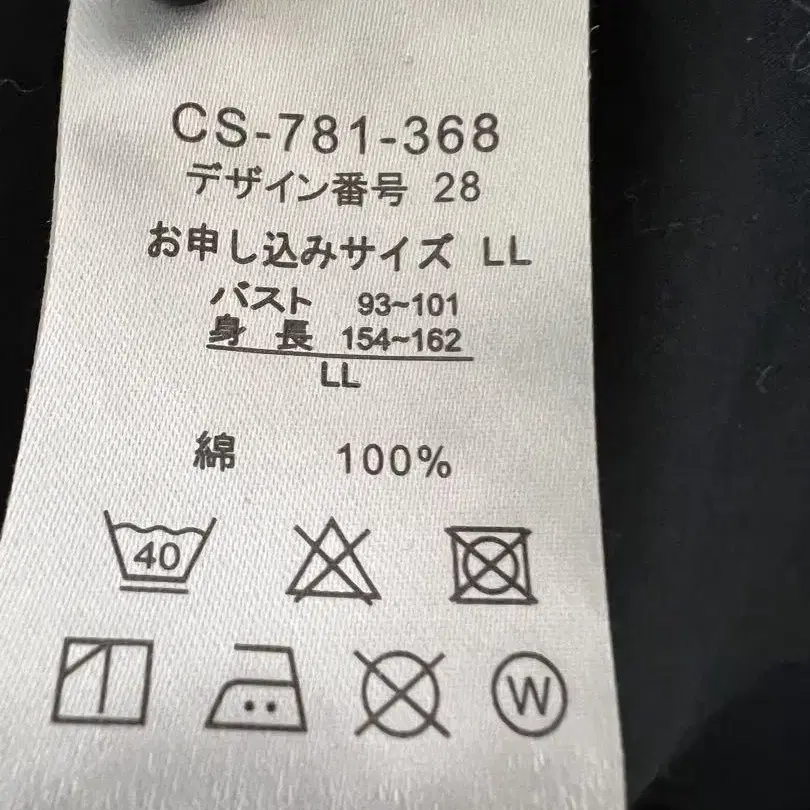 CS-781-368
デザイン番号 28
お申し込みサイズ LL
バスト 93~101
身 長 154~162
LL
綿 100%
40
W